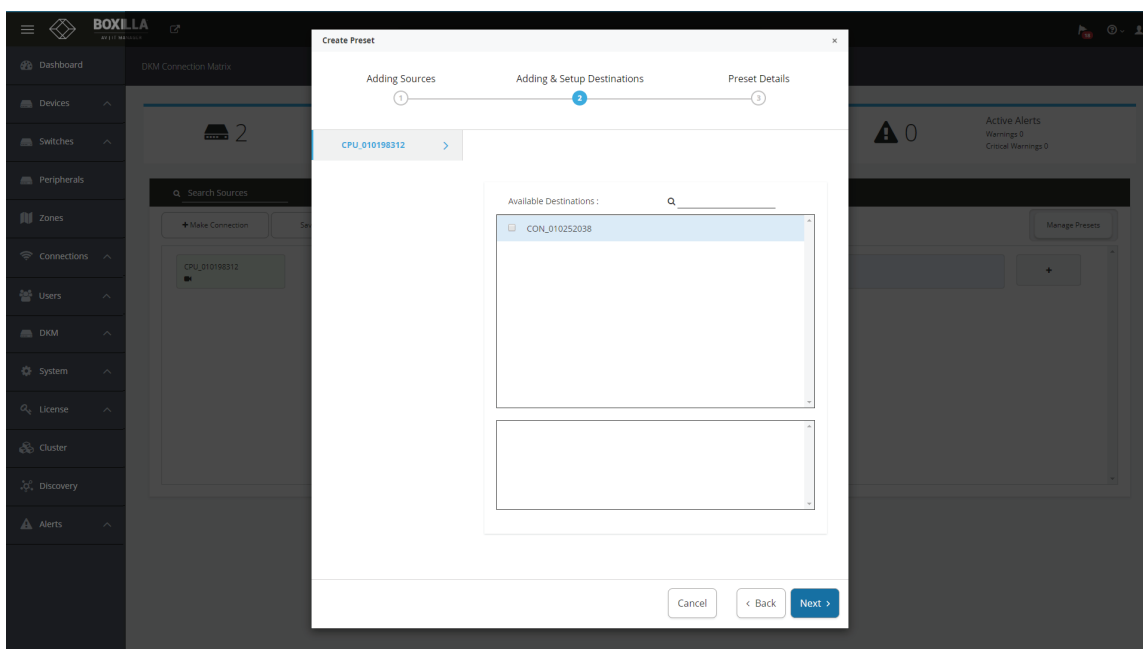 BOXILLA
Create Preset
×
Dashboard
DKM Connection Matrix
Adding Sources
Adding & Setup Destinations
Preset Details
1
2
3
Devices
2
0
Active Alerts
Warnings 0
Critical Warnings 0
Switches
CPU_010198312
Peripherals
Search Sources
Available Destinations :
Zones
+ Make Connection
CON_010252038
Manage Presets
Connections
CPU_010198312
+
Users
DKM
System
License
Cluster
Discovery
Alerts
Cancel
< Back
Next >